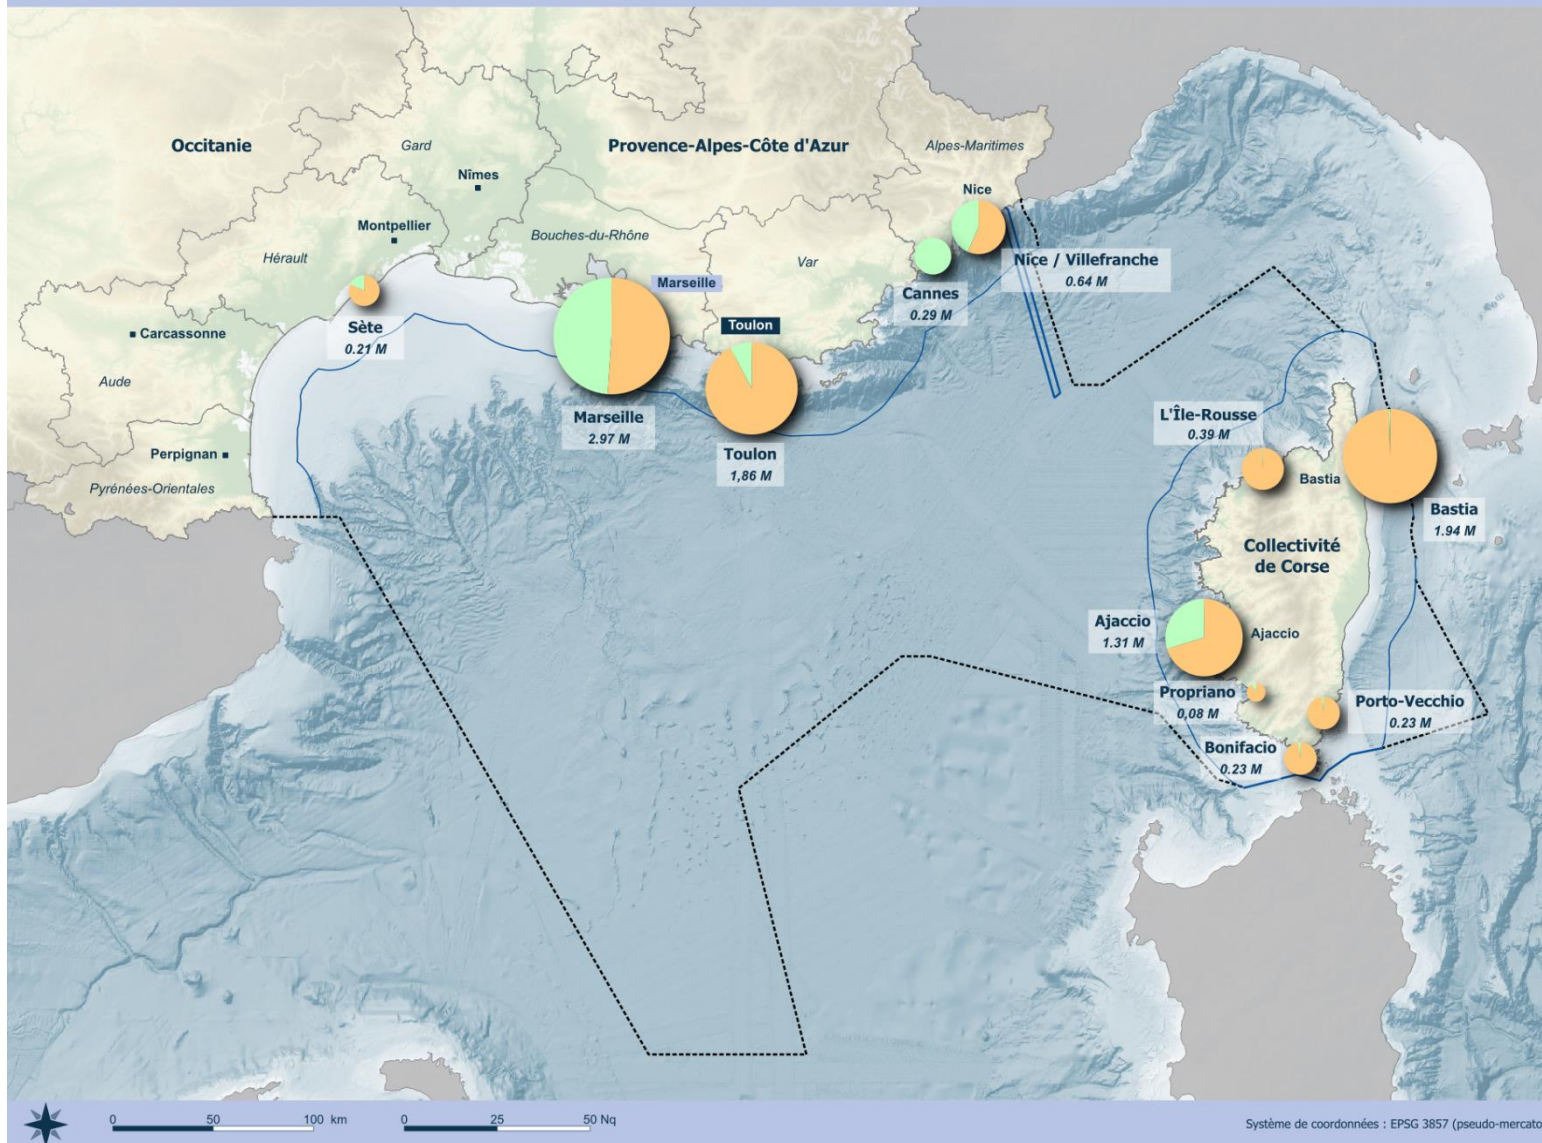 Occitanie
Gard
Provence-Alpes-Côte d'Azur
Alpes-Maritimes
Nîmes
Nice
Montpellier
Bouches-du-Rhône
Hérault
Var
Nice / Villefranche
0.64 M
Marseille
Cannes
0.29 M
Sète
0.21 M
Carcassonne
Toulon
Aude
Marseille
2.97 M
Toulon
1,86 M
L'Île-Rousse
0.39 M
Perpignan
Pyrénées-Orientales
Bastia
Bastia
1.94 M
Collectivité
de Corse
Ajaccio
1.31 M
Ajaccio
Propriano
0,08 M
Porto-Vecchio
0.23 M
Bonifacio
0.23 M
0 50 100 km
0 25 50 Nq
Système de coordonnées : EPSG 3857 (pseudo-mercato